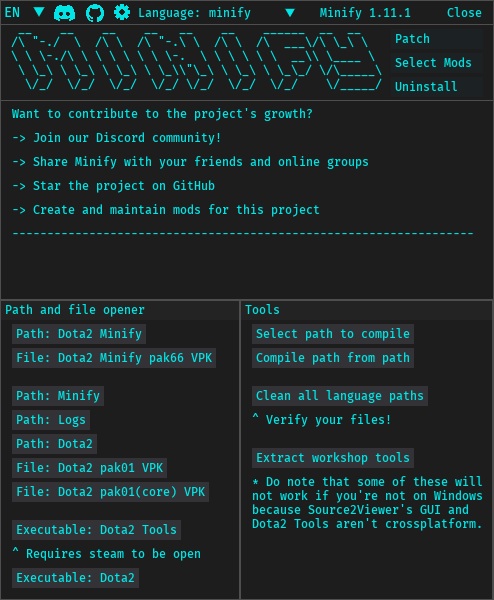 EN Language: minify Minify 1.11.1 Close
Patch
Select Mods
Uninstall
Want to contribute to the project's growth?
-> Join our Discord community!
-> Share Minify with your friends and online groups
-> Star the project on GitHub
-> Create and maintain mods for this project
------------------------------------------------------------------
Path and file opener
Path: Dota2 Minify
File: Dota2 Minify pak66 VPK
Path: Minify
Path: Logs
Path: Dota2
File: Dota2 pak01 VPK
File: Dota2 pak01(core) VPK
Executable: Dota2 Tools
^ Requires steam to be open
Executable: Dota2
Tools
Select path to compile
Compile path from path
Clean all language paths
^ Verify your files!
Extract workshop tools
* Do note that some of these will
not work if you're not on Windows
because Source2Viewer's GUI and
Dota2 Tools aren't crossplatform.